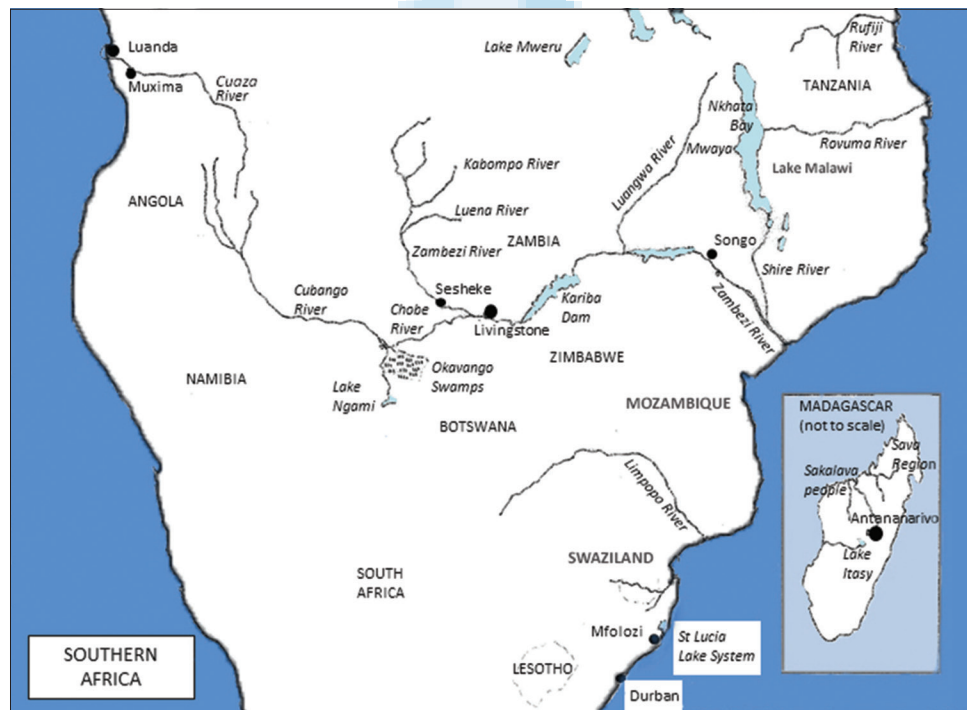 Luanda
Muxima
Cuaza
River
Lake Mweru
Rufiji
River
TANZANIA
Nkhata
Bay
Mwaya
Rovuma River
Lake Malawi
Luangwa River
Kabompo River
Luena River
ANGOLA
Zambezi River
ZAMBIA
Songo
Shire River
Zambezi River
Cubango
River
Chobe
River
Sesheke
Livingstone
Kariba
Dam
ZIMBABWE
NAMIBIA
Lake
Ngami
Okavango
Swamps
BOTSWANA
MOZAMBIQUE
MADAGASCAR
(not to scale)
Sava
Region
Sakalava
people
Antananarivo
Lake
Itasy
Limpopo River
SWAZILAND
SOUTH
AFRICA
Mfolozi
St Lucia
Lake System
LESOTHO
Durban
SOUTHERN
AFRICA